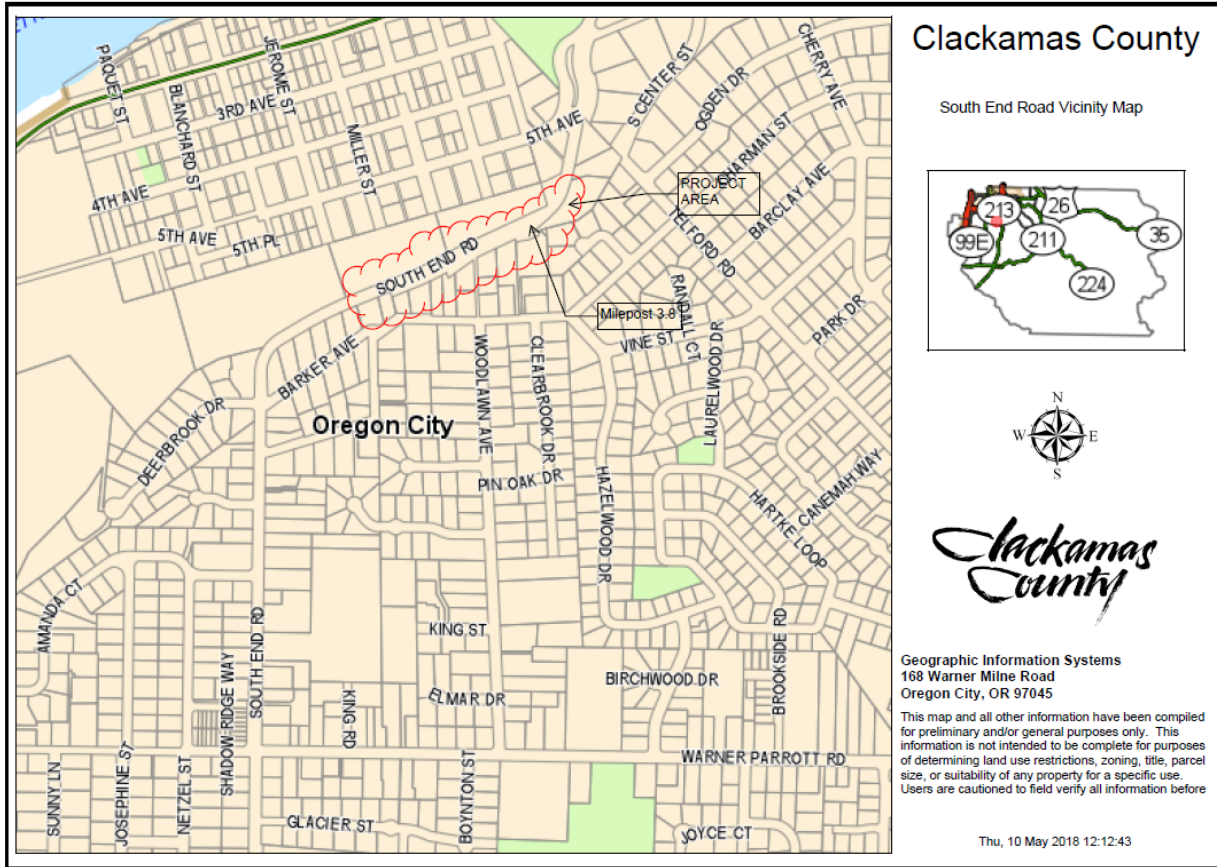 Clackamas County
South End Road Vicinity Map
213
26
99E
211
35
224
N
W
E
S
Clackamas
County
Geographic Information Systems
168 Warner Milne Road
Oregon City, OR 97045
This map and all other information have been compiled
for preliminary and/or general purposes only. This
information is not intended to be complete for purposes
of determining land use restrictions, zoning, title, parcel
size, or suitability of any property for a specific use.
Users are cautioned to field verify all information before
Thu, 10 May 2018 12:12:43
PAQUET ST
JEROME ST
BLANCHARD ST
3RD AVE
MILLER ST
4TH AVE
5TH AVE
5TH AVE
5TH PL
S CENTER ST
OGDEN DR
CHERRY AVE
CHARMAN ST
BARCLAY AVE
PROJECT
AREA
TELFORD RD
SOUTH END RD
Milepost 3.8
RANDALL CT
PARK DR
VINE ST
LAURELWOOD DR
BARKER AVE
WOODLAWN AVE
CLEARBROOK DR
DEERBROOK DR
Oregon City
PIN OAK DR
HAZELWOOD DR
HARTKE LOOP
CANEMAH WAY
AMANDA CT
KING ST
SOUTH END RD
SHADOW RIDGE WAY
KING RD
ELMAR DR
BIRCHWOOD DR
BROOKSIDE RD
WARNER PARROTT RD
SUNNY LN
JOSEPHINE ST
NETZEL ST
GLACIER ST
BOYNTON ST
JOYCE CT